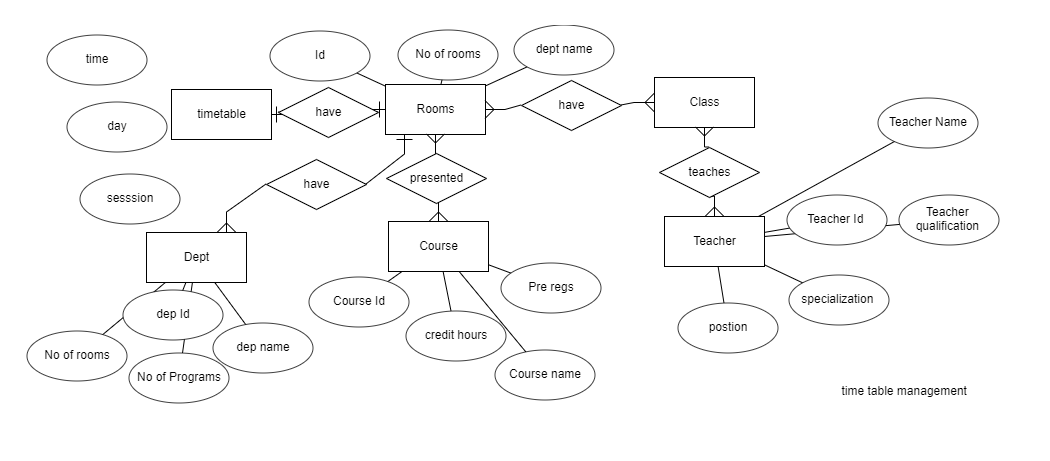 time
Id
No of rooms
dept name
timetable
have
Rooms
have
Class
day
Teacher Name
sesssion
have
presented
teaches
Dept
Course
Teacher
Teacher Id
Teacher
qualification
Course Id
Pre regs
specialization
dep Id
credit hours
postion
No of rooms
dep name
No of Programs
Course name
time table management